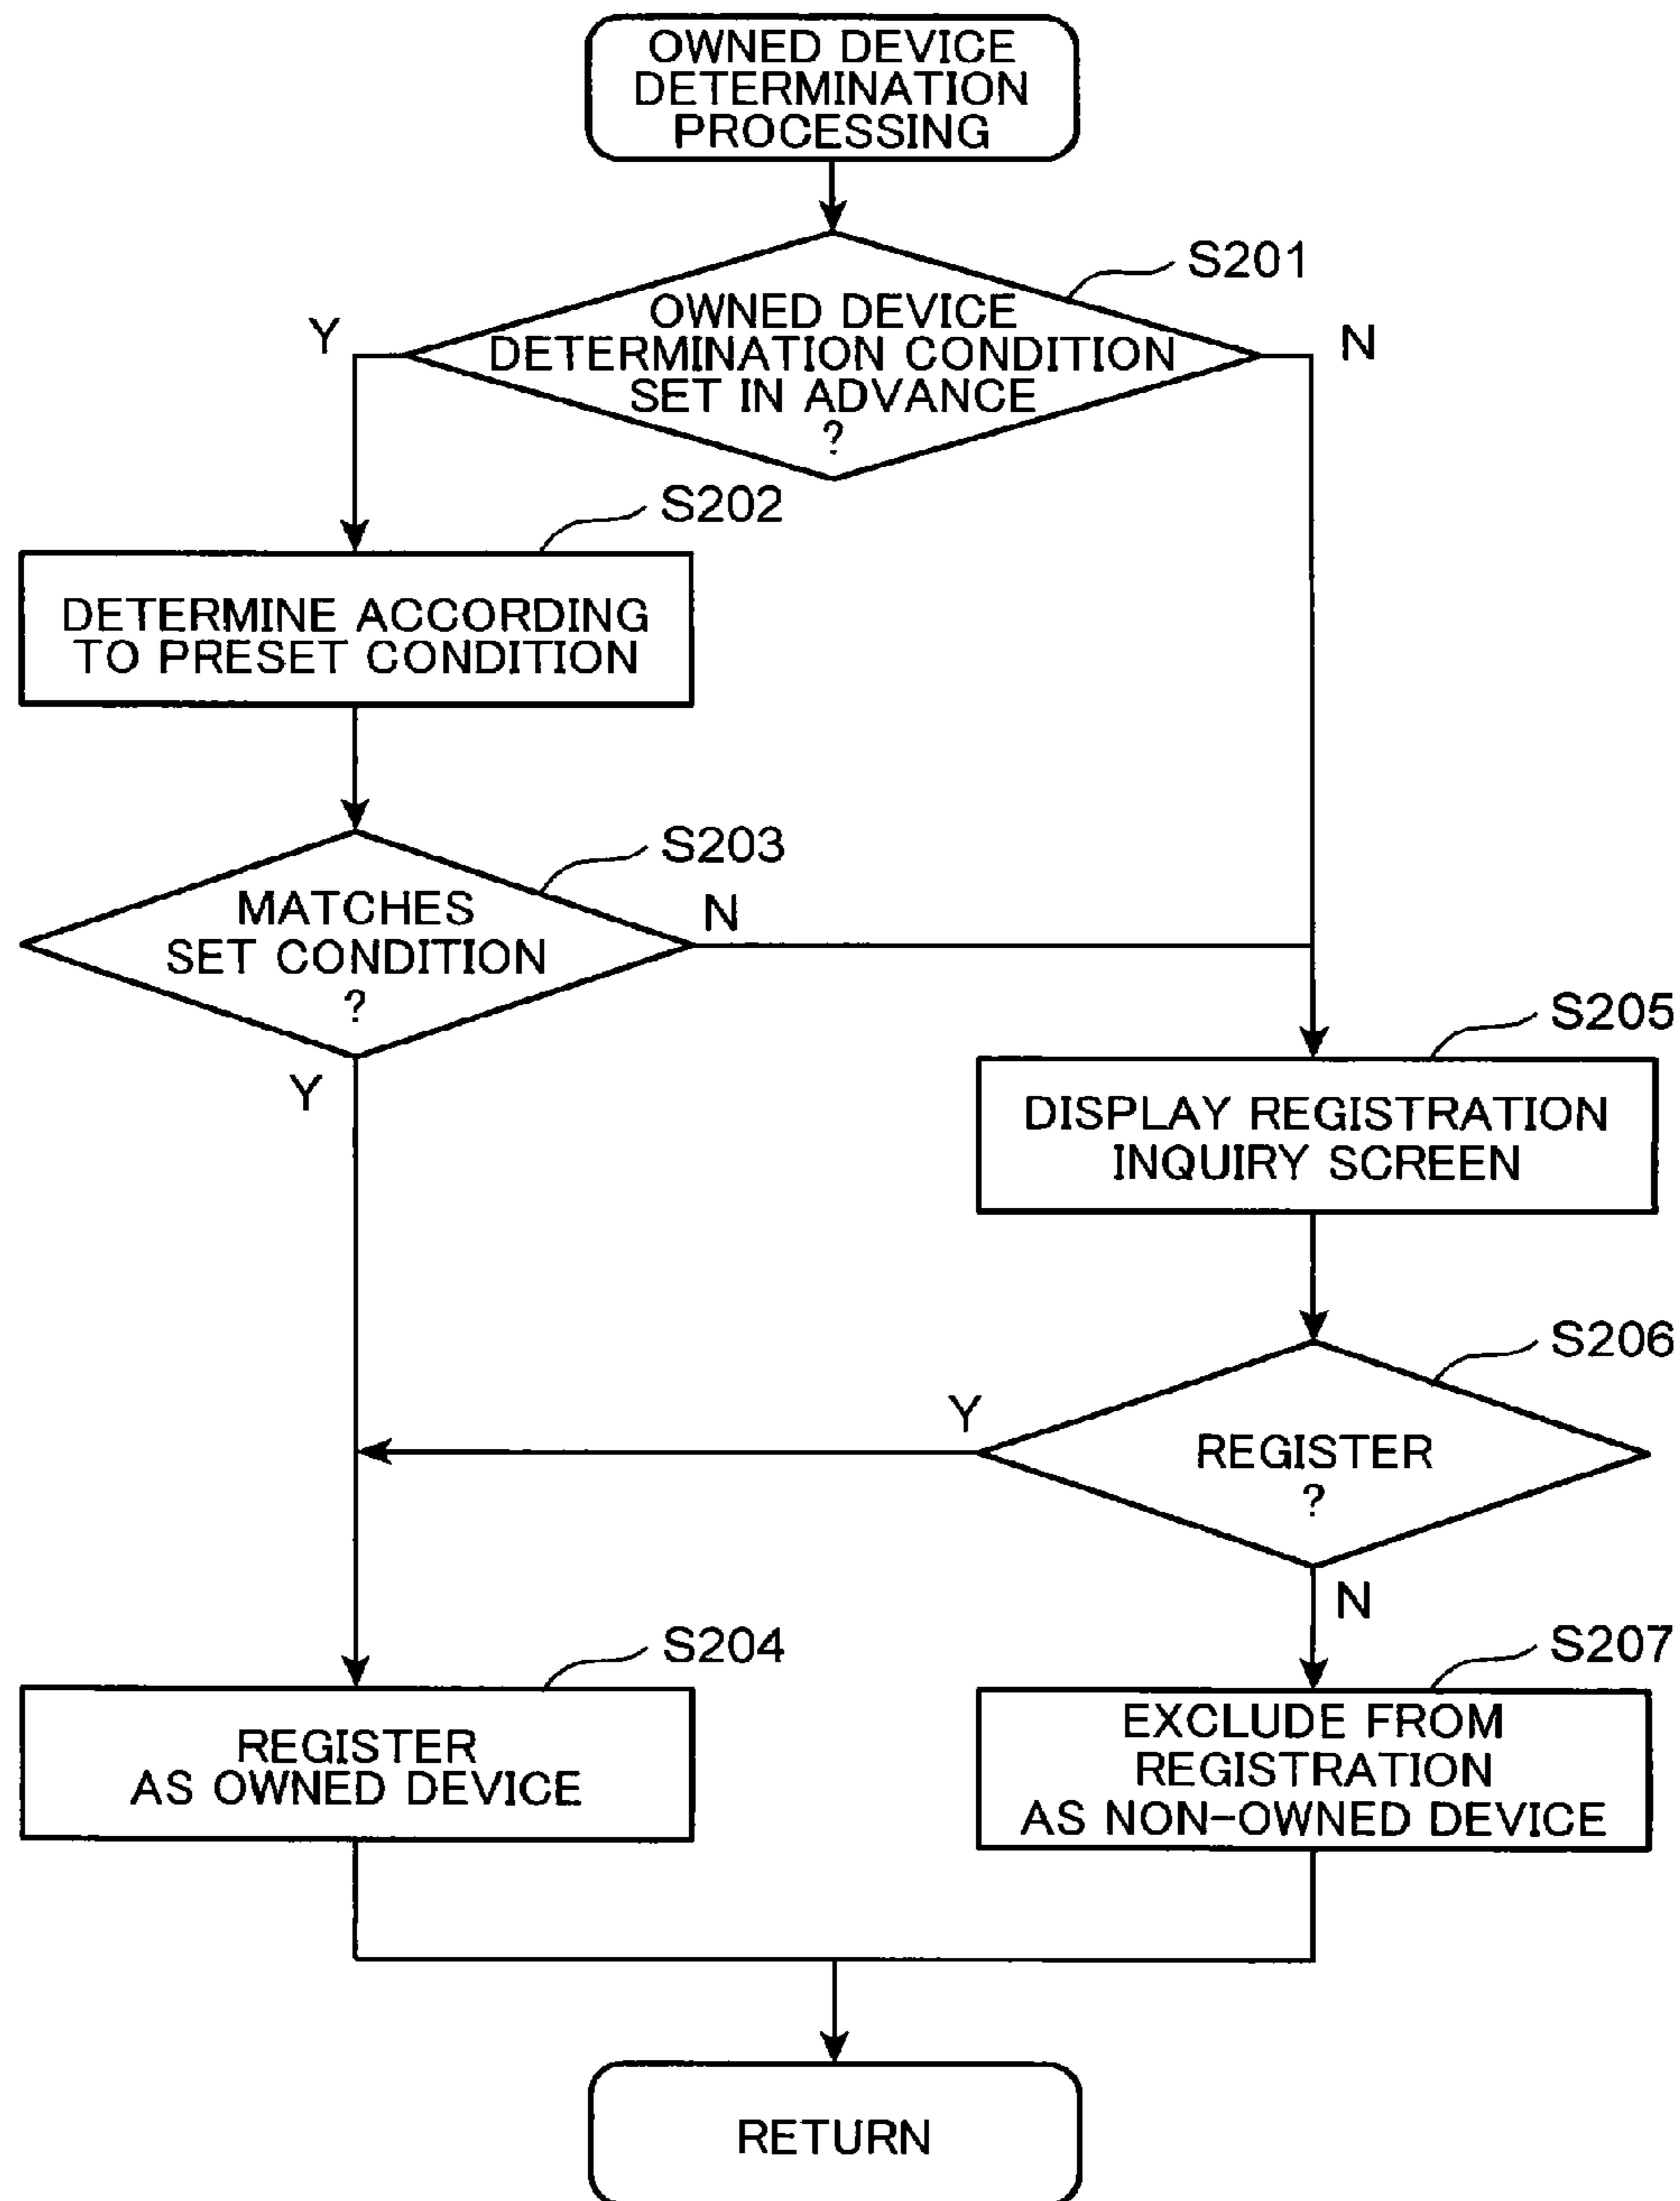 OWNED DEVICE
DETERMINATION
PROCESSING
S201
OWNED DEVICE
DETERMINATION CONDITION
SET IN ADVANCE
?
Y
N
S202
DETERMINE ACCORDING
TO PRESET CONDITION
S203
MATCHES
SET CONDITION
?
N
Y
S205
DISPLAY REGISTRATION
INQUIRY SCREEN
S206
REGISTER
?
Y
N
S204
REGISTER
AS OWNED DEVICE
S207
EXCLUDE FROM
REGISTRATION
AS NON-OWNED DEVICE
RETURN